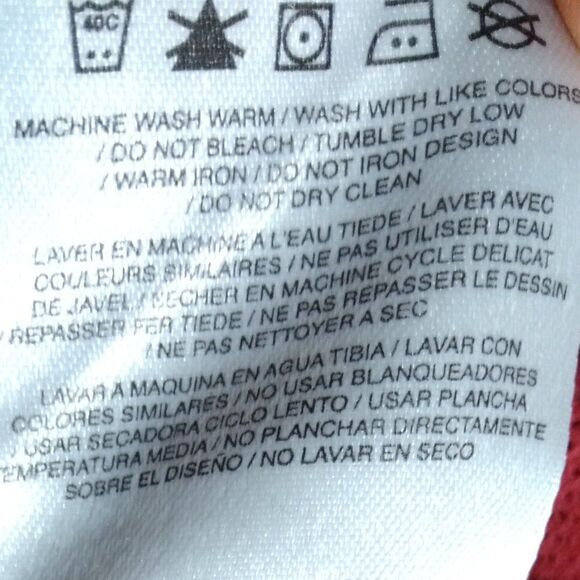 40C
MACHINE WASH WARM / WASH WITH LIKE COLORS
/ DO NOT BLEACH / TUMBLE DRY LOW
/ WARM IRON / DO NOT IRON DESIGN
/ DO NOT DRY CLEAN
LAVER EN MACHINE A L'EAU TIEDE / LAVER AVEC
COULEURS SIMILAIRES / NE PAS UTILISER D'EAU
DE JAVEL / SECHER EN MACHINE CYCLE DELICAT
/ REPASSER FER TIEDE / NE PAS REPASSER LE DESSIN
/ NE PAS NETTOYER A SEC
LAVAR A MAQUINA EN AGUA TIBIA / LAVAR CON
COLORES SIMILARES / NO USAR BLANQUEADORES
/ USAR SECADORA CICLO LENTO / USAR PLANCHA
TEMPERATURA MEDIA / NO PLANCHAR DIRECTAMENTE
SOBRE EL DISEÑO / NO LAVAR EN SECO